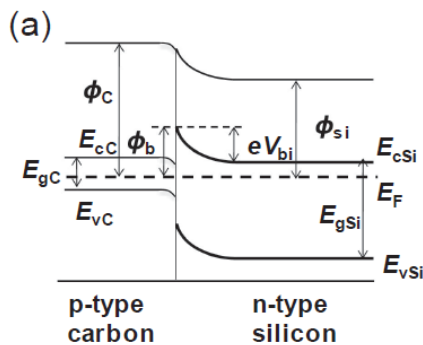 (a)
ϕC
ϕsi
EcC
ϕb
eVbi
EcSi
EgC
EF
EvC
EgSi
EvSi
p-type n-type
carbon silicon